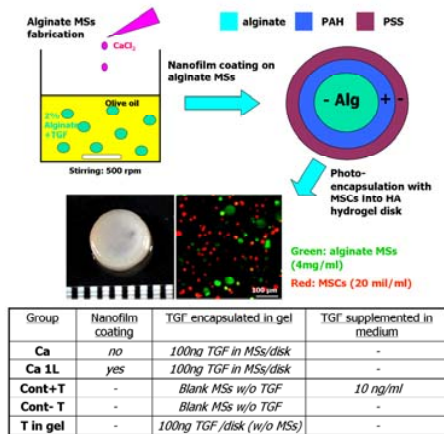 Alginate MSs
fabrication
CaCl₂
alginate PAH PSS
Nanofilm coating on
alginate MSs
Olive oil
2%
Alginate
+TGF
- Alg + -
Stirring: 500 rpm
Photo-
encapsulation with
MSCs into HA
hydrogel disk
Green: alginate MSs
(4mg/ml)
Red: MSCs (20 mil/ml)
100 μm
Group Nanofilm coating TGF encapsulated in gel TGF supplemented in medium
Ca no 100ng TGF in MSs/disk -
Ca 1L yes 100ng TGF in MSs/disk -
Cont+T - Blank MSs w/o TGF 10 ng/ml
Cont- T - Blank MSs w/o TGF -
T in gel - 100ng TGF /disk (w/o MSs) -